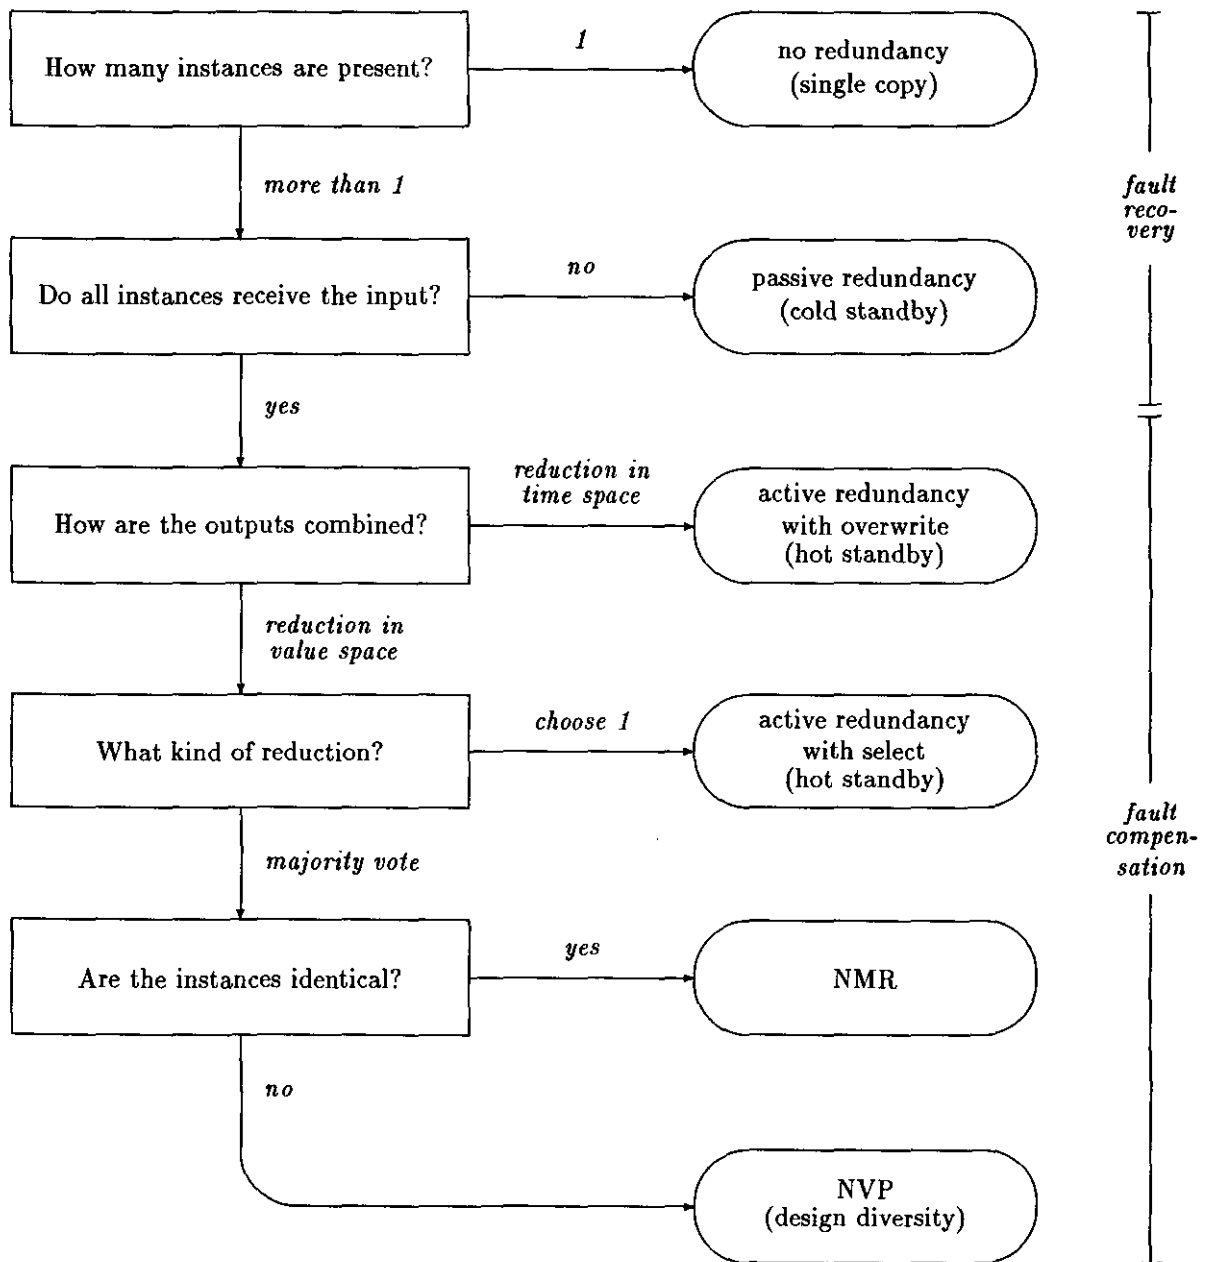 How many instances are present?
1
no redundancy
(single copy)
more than 1
fault
reco-
very
Do all instances receive the input?
no
passive redundancy
(cold standby)
yes
How are the outputs combined?
reduction in
time space
active redundancy
with overwrite
(hot standby)
reduction in
value space
What kind of reduction?
choose 1
active redundancy
with select
(hot standby)
fault
compen-
sation
majority vote
Are the instances identical?
yes
NMR
no
NVP
(design diversity)